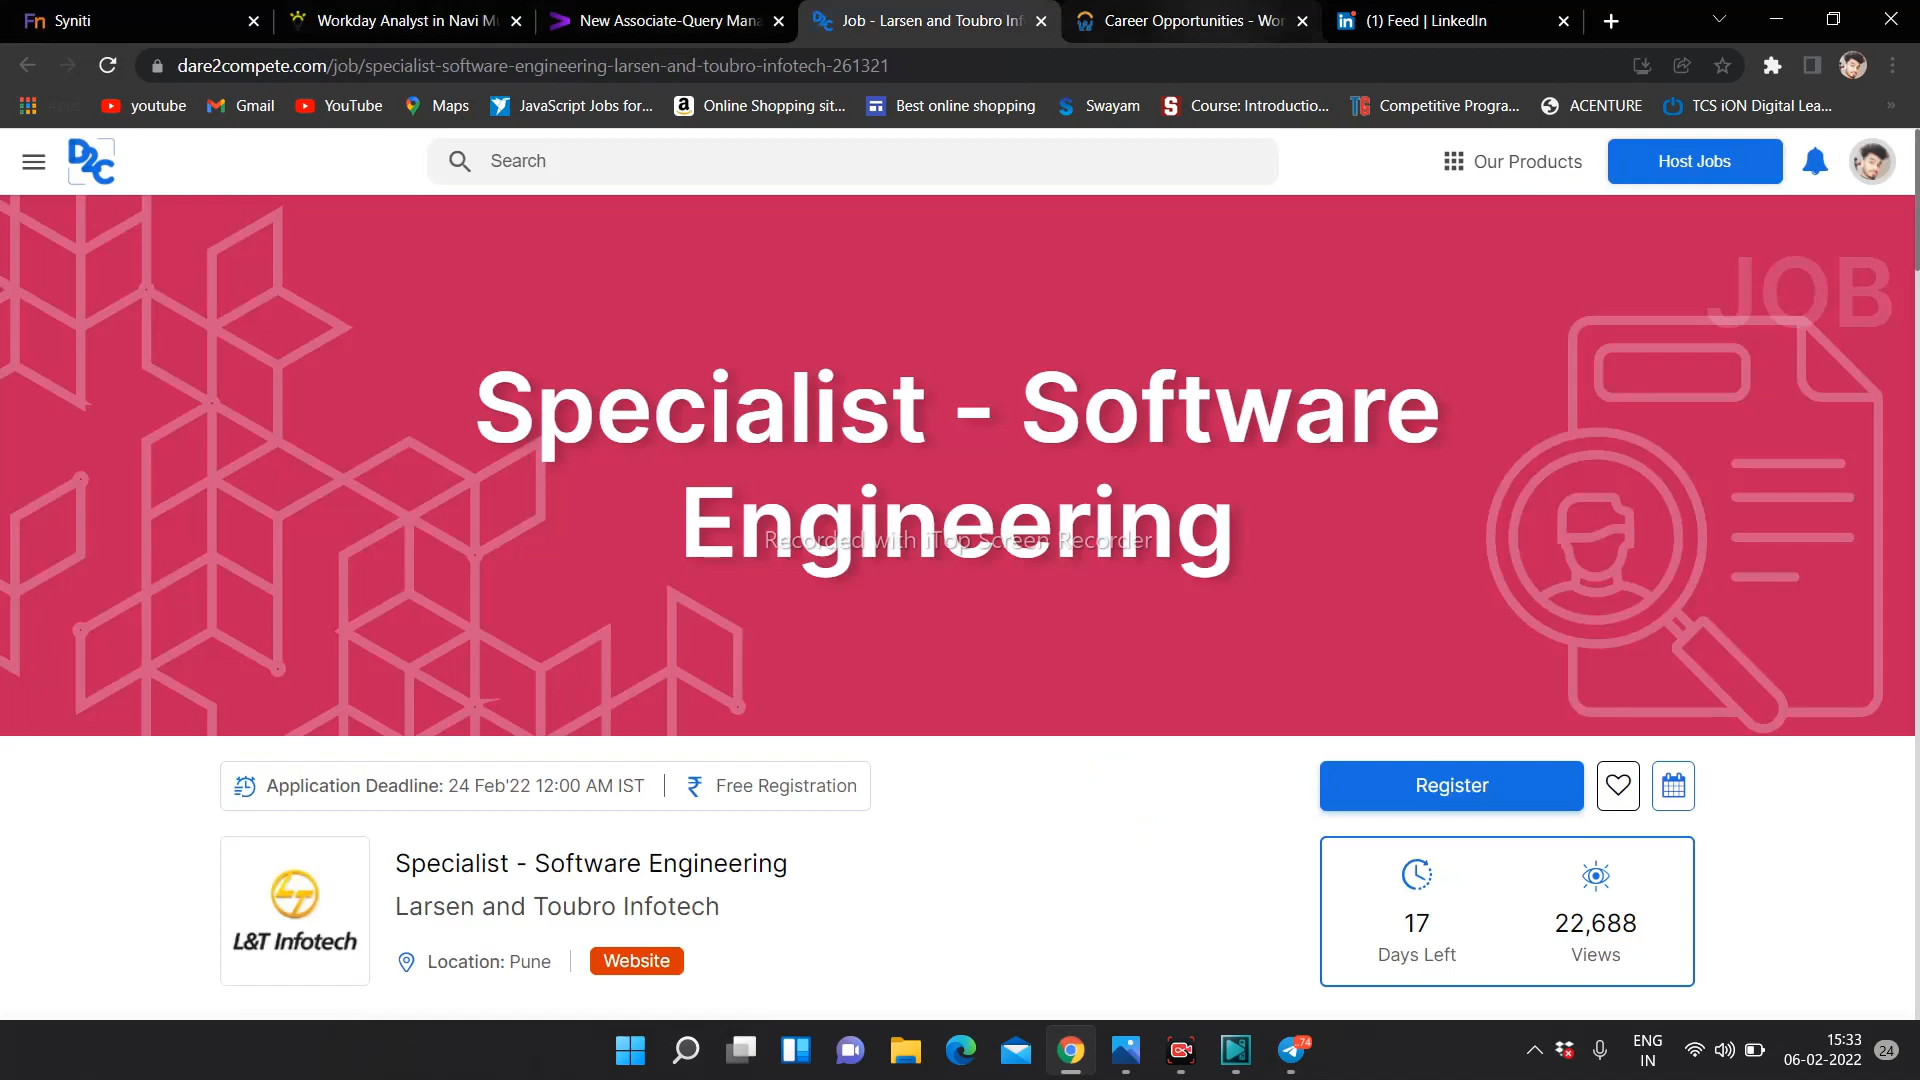 Syniti
Workday Analyst in Navi Mu
New Associate-Query Mana
Job - Larsen and Toubro Inf
Career Opportunities - Wor
(1) Feed | LinkedIn
dare2compete.com/job/specialist-software-engineering-larsen-and-toubro-infotech-261321
Apps
youtube
Gmail
YouTube
Maps
JavaScript Jobs for...
Online Shopping sit...
Best online shopping
Swayam
Course: Introductio...
Competitive Progra...
ACENTURE
TCS iON Digital Lea...
D2C
Search
Our Products
Host Jobs
JOB
Specialist - Software
Engineering
Recorded with iTop Screen Recorder
Application Deadline: 24 Feb'22 12:00 AM IST
Free Registration
Register
L&T Infotech
Specialist - Software Engineering
Larsen and Toubro Infotech
Location: Pune
Website
17
Days Left
22,688
Views
74
ENG
IN
15:33
06-02-2022
24